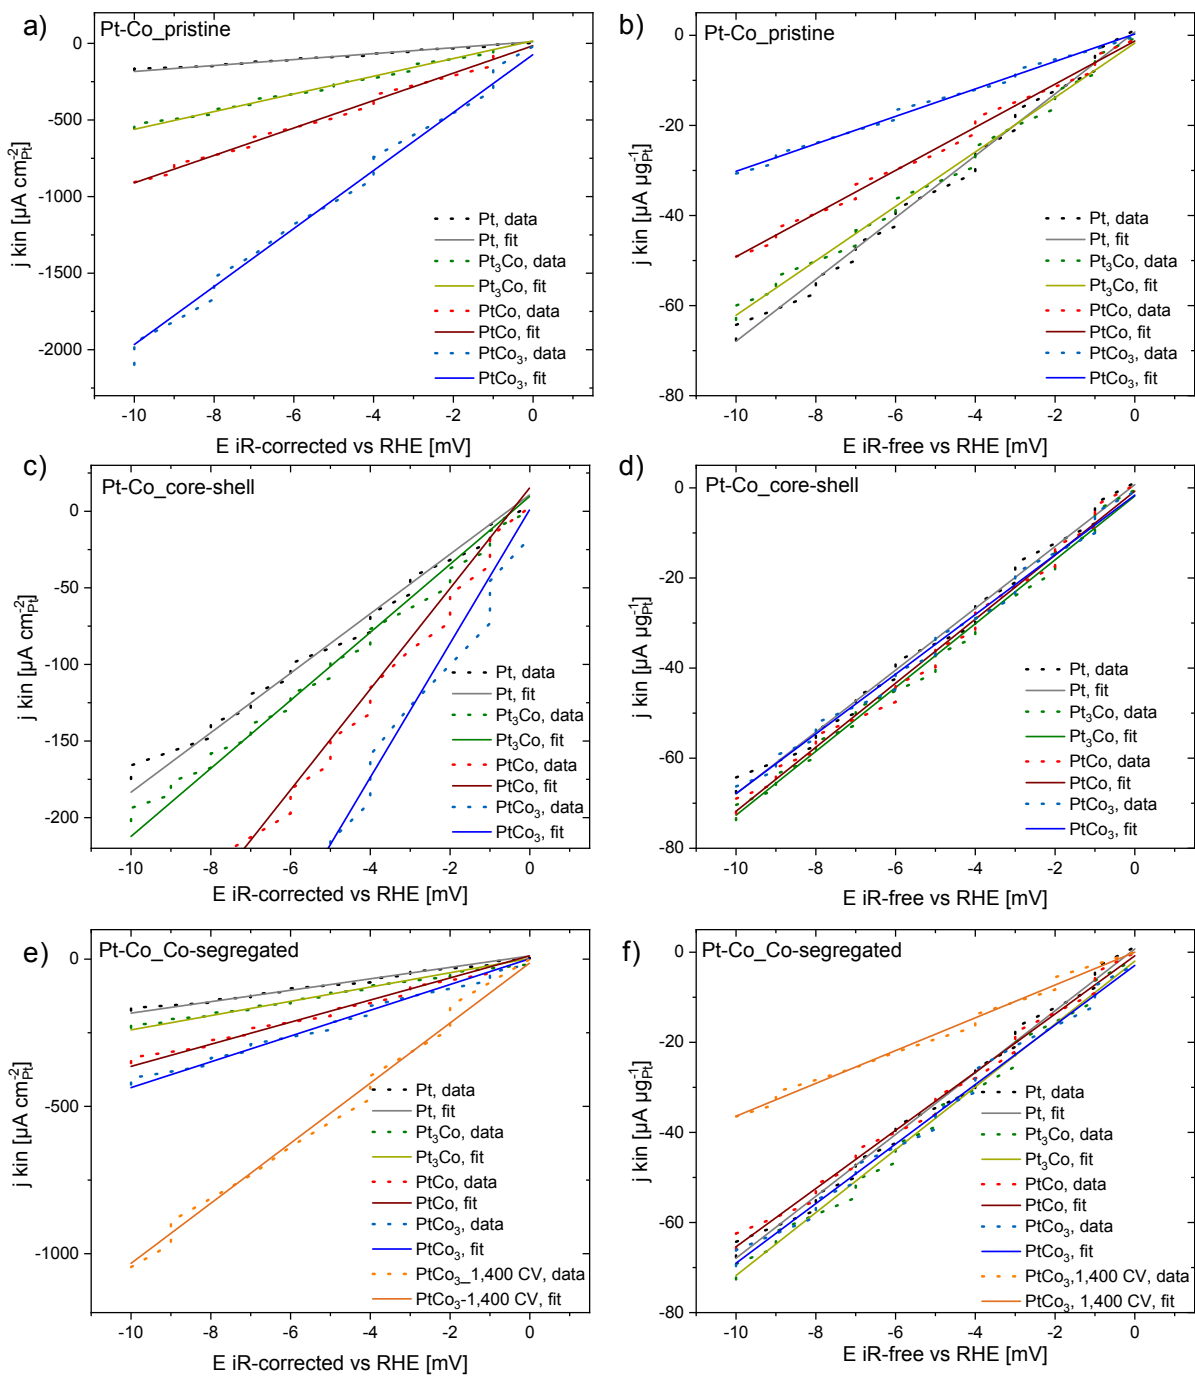 a)
Pt-Co_pristine
0
-500
-1000
-1500
-2000
j kin [µA cm⁻²Pt]
Pt, data
Pt, fit
Pt₃Co, data
Pt₃Co, fit
PtCo, data
PtCo, fit
PtCo₃, data
PtCo₃, fit
-10 -8 -6 -4 -2 0
E iR-corrected vs RHE [mV]
b)
Pt-Co_pristine
0
-20
-40
-60
-80
j kin [µA µg⁻¹Pt]
Pt, data
Pt, fit
Pt₃Co, data
Pt₃Co, fit
PtCo, data
PtCo, fit
PtCo₃, data
PtCo₃, fit
-10 -8 -6 -4 -2 0
E iR-free vs RHE [mV]
c)
Pt-Co_core-shell
0
-50
-100
-150
-200
j kin [µA cm⁻²Pt]
Pt, data
Pt, fit
Pt₃Co, data
Pt₃Co, fit
PtCo, data
PtCo, fit
PtCo₃, data
PtCo₃, fit
-10 -8 -6 -4 -2 0
E iR-corrected vs RHE [mV]
d)
Pt-Co_core-shell
0
-20
-40
-60
-80
j kin [µA µg⁻¹Pt]
Pt, data
Pt, fit
Pt₃Co, data
Pt₃Co, fit
PtCo, data
PtCo, fit
PtCo₃, data
PtCo₃, fit
-10 -8 -6 -4 -2 0
E iR-free vs RHE [mV]
e)
Pt-Co_Co-segregated
0
-500
-1000
j kin [µA cm⁻²Pt]
Pt, data
Pt, fit
Pt₃Co, data
Pt₃Co, fit
PtCo, data
PtCo, fit
PtCo₃, data
PtCo₃, fit
PtCo₃_1,400 CV, data
PtCo₃-1,400 CV, fit
-10 -8 -6 -4 -2 0
E iR-corrected vs RHE [mV]
f)
Pt-Co_Co-segregated
0
-20
-40
-60
-80
j kin [µA µg⁻¹Pt]
Pt, data
Pt, fit
Pt₃Co, data
Pt₃Co, fit
PtCo, data
PtCo, fit
PtCo₃, data
PtCo₃, fit
PtCo₃,1,400 CV, data
PtCo₃, 1,400 CV, fit
-10 -8 -6 -4 -2 0
E iR-free vs RHE [mV]